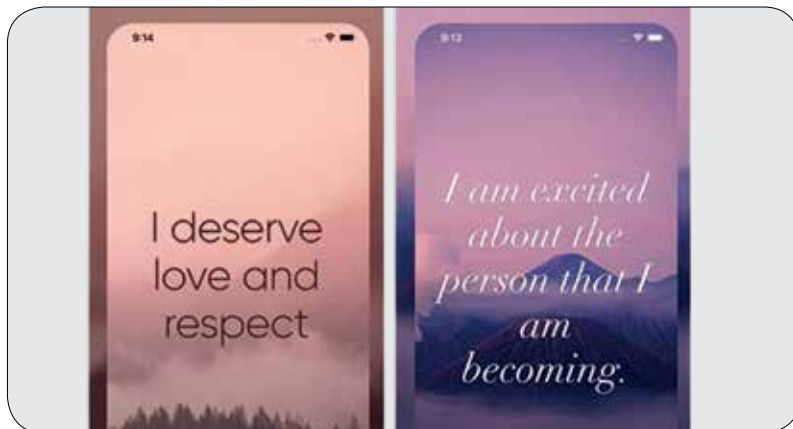 9:14
I deserve
love and
respect
9:13
I am excited
about the
person that I
am
becoming.